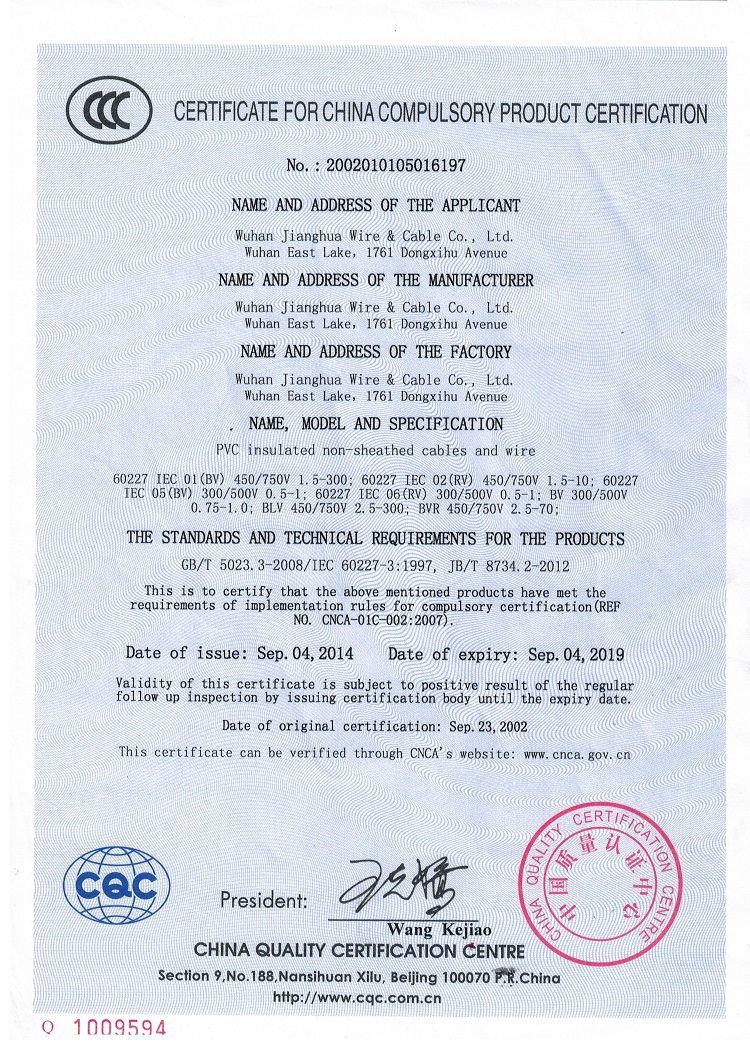 CCC CERTIFICATE FOR CHINA COMPULSORY PRODUCT CERTIFICATION
No. : 2002010105016197
NAME AND ADDRESS OF THE APPLICANT
Wuhan Jianghua Wire & Cable Co., Ltd.
Wuhan East Lake, 1761 Dongxihu Avenue
NAME AND ADDRESS OF THE MANUFACTURER
Wuhan Jianghua Wire & Cable Co., Ltd.
Wuhan East Lake, 1761 Dongxihu Avenue
NAME AND ADDRESS OF THE FACTORY
Wuhan Jianghua Wire & Cable Co., Ltd.
Wuhan East Lake, 1761 Dongxihu Avenue
NAME, MODEL AND SPECIFICATION
PVC insulated non-sheathed cables and wire
60227 IEC 01(BV) 450/750V 1.5-300; 60227 IEC 02(RV) 450/750V 1.5-10; 60227
IEC 05(BV) 300/500V 0.5-1; 60227 IEC 06(RV) 300/500V 0.5-1; BV 300/500V
0.75-1.0; BLV 450/750V 2.5-300; BVR 450/750V 2.5-70;
THE STANDARDS AND TECHNICAL REQUIREMENTS FOR THE PRODUCTS
GB/T 5023.3-2008/IEC 60227-3:1997, JB/T 8734.2-2012
This is to certify that the above mentioned products have met the
requirements of implementation rules for compulsory certification(REF
NO. CNCA-01C-002:2007).
Date of issue: Sep. 04, 2014 Date of expiry: Sep. 04, 2019
Validity of this certificate is subject to positive result of the regular
follow up inspection by issuing certification body until the expiry date.
Date of original certification: Sep. 23, 2002
This certificate can be verified through CNCA's website: www.cnca.gov.cn
CHINA QUALITY CERTIFICATION CENTRE
中国质量认证中心
CQC
President: 王克娇
Wang Kejiao
CHINA QUALITY CERTIFICATION CENTRE
Section 9,No.188,Nansihuan Xilu, Beijing 100070 P.R.China
http://www.cqc.com.cn
Q 1009594